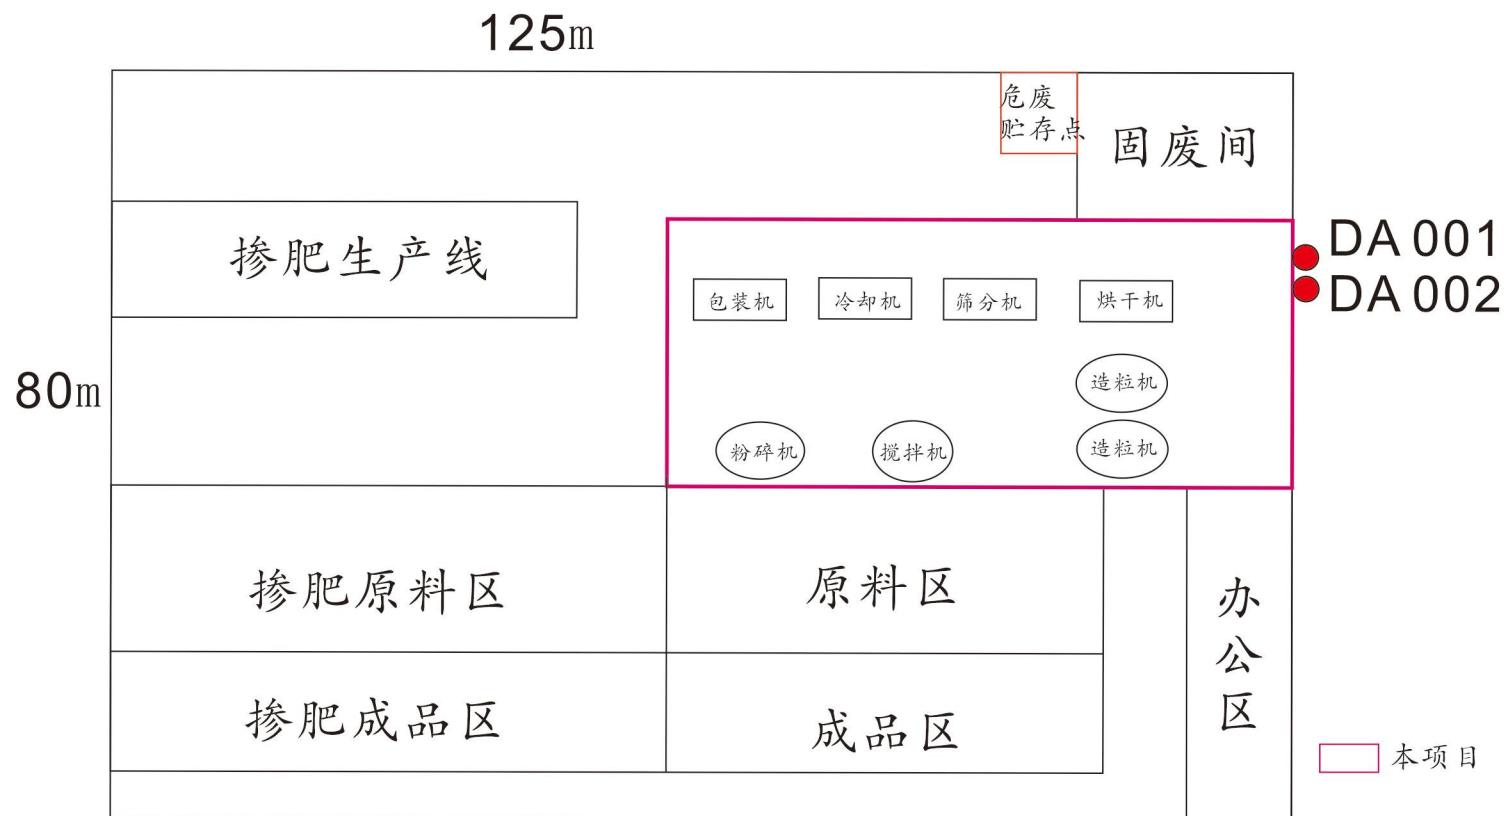 125m
危废
贮存点
固废间
DA001
DA002
掺肥生产线
包装机
冷却机
筛分机
烘干机
80m
造粒机
粉碎机
搅拌机
造粒机
掺肥原料区
原料区
办公区
掺肥成品区
成品区
本项目